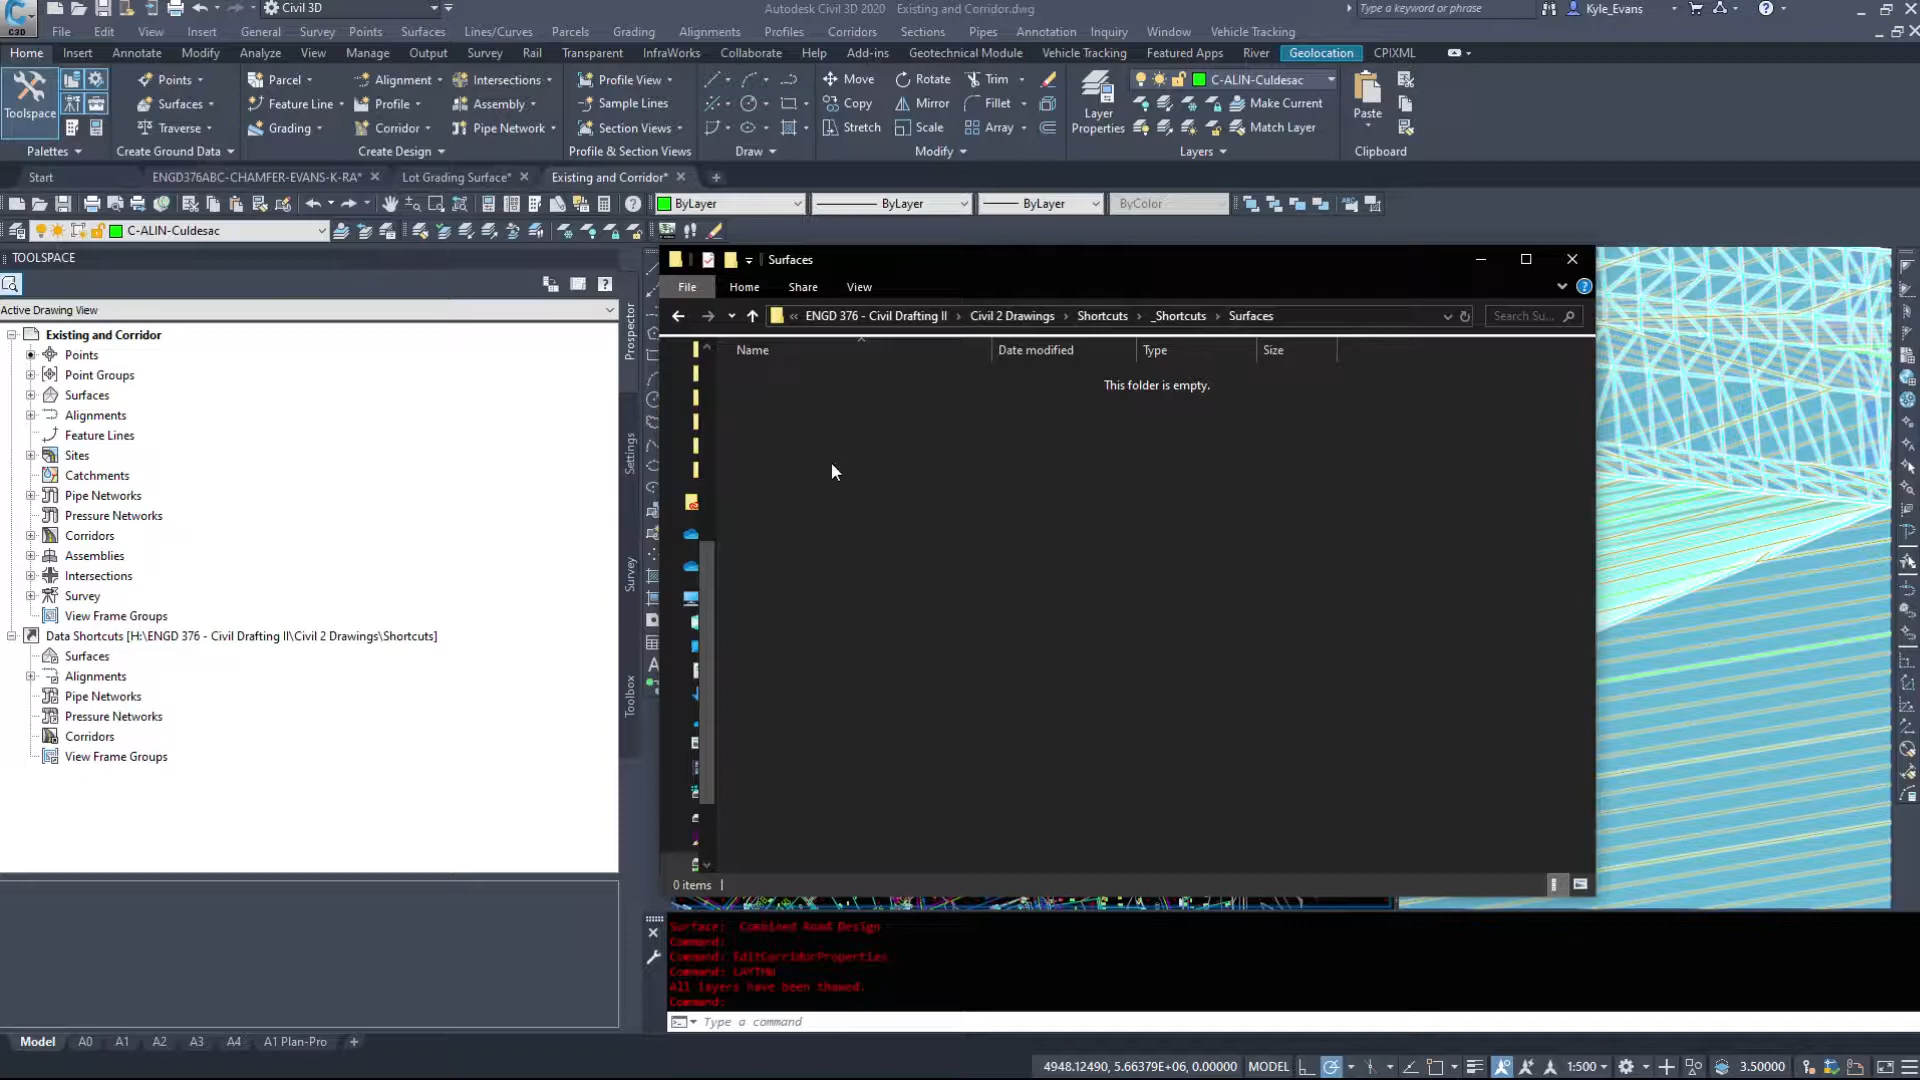 C3D
Civil 3D
Autodesk Civil 3D 2020 Existing and Corridor.dwg
Type a keyword or phrase
Kyle_Evans
File Edit View Insert General Survey Points Surfaces Lines/Curves Parcels Grading Alignments Profiles Corridors Sections Pipes Annotation Inquiry Window Vehicle Tracking
Home Insert Annotate Modify Analyze View Manage Output Survey Rail Transparent InfraWorks Collaborate Help Add-ins Geotechnical Module Vehicle Tracking Featured Apps River Geolocation CPIXML
Points Parcel Alignment Intersections Profile View Move Rotate Trim C-ALIN-Culdesac
Toolspace Surfaces Feature Line Profile Assembly Sample Lines Copy Mirror Fillet Layer Properties Make Current Paste
Traverse Grading Corridor Pipe Network Section Views Stretch Scale Array Match Layer
Palettes Create Ground Data Create Design Profile & Section Views Draw Modify Layers Clipboard
Start ENGD376ABC-CHAMFER-EVANS-K-RA* Lot Grading Surface* Existing and Corridor*
ByLayer ByLayer ByLayer ByColor
C-ALIN-Culdesac
TOOLSPACE
Active Drawing View
Existing and Corridor
Points
Point Groups
Surfaces
Alignments
Feature Lines
Sites
Catchments
Pipe Networks
Pressure Networks
Corridors
Assemblies
Intersections
Survey
View Frame Groups
Data Shortcuts [H:\ENGD 376 - Civil Drafting II\Civil 2 Drawings\Shortcuts]
Surfaces
Alignments
Pipe Networks
Pressure Networks
Corridors
View Frame Groups
Prospector
Settings
Survey
Toolbox
Surfaces
File Home Share View
« ENGD 376 - Civil Drafting II › Civil 2 Drawings › Shortcuts › _Shortcuts › Surfaces
Search Su...
Name Date modified Type Size
This folder is empty.
0 items
Surface: Combined Road Design
Command:
Command: EditCorridorProperties
Command: LAYTHW
All layers have been thawed.
Command:
Type a command
Model A0 A1 A2 A3 A4 A1 Plan-Pro +
4948.12490, 5.66379E+06, 0.00000 MODEL 1:500 3.50000